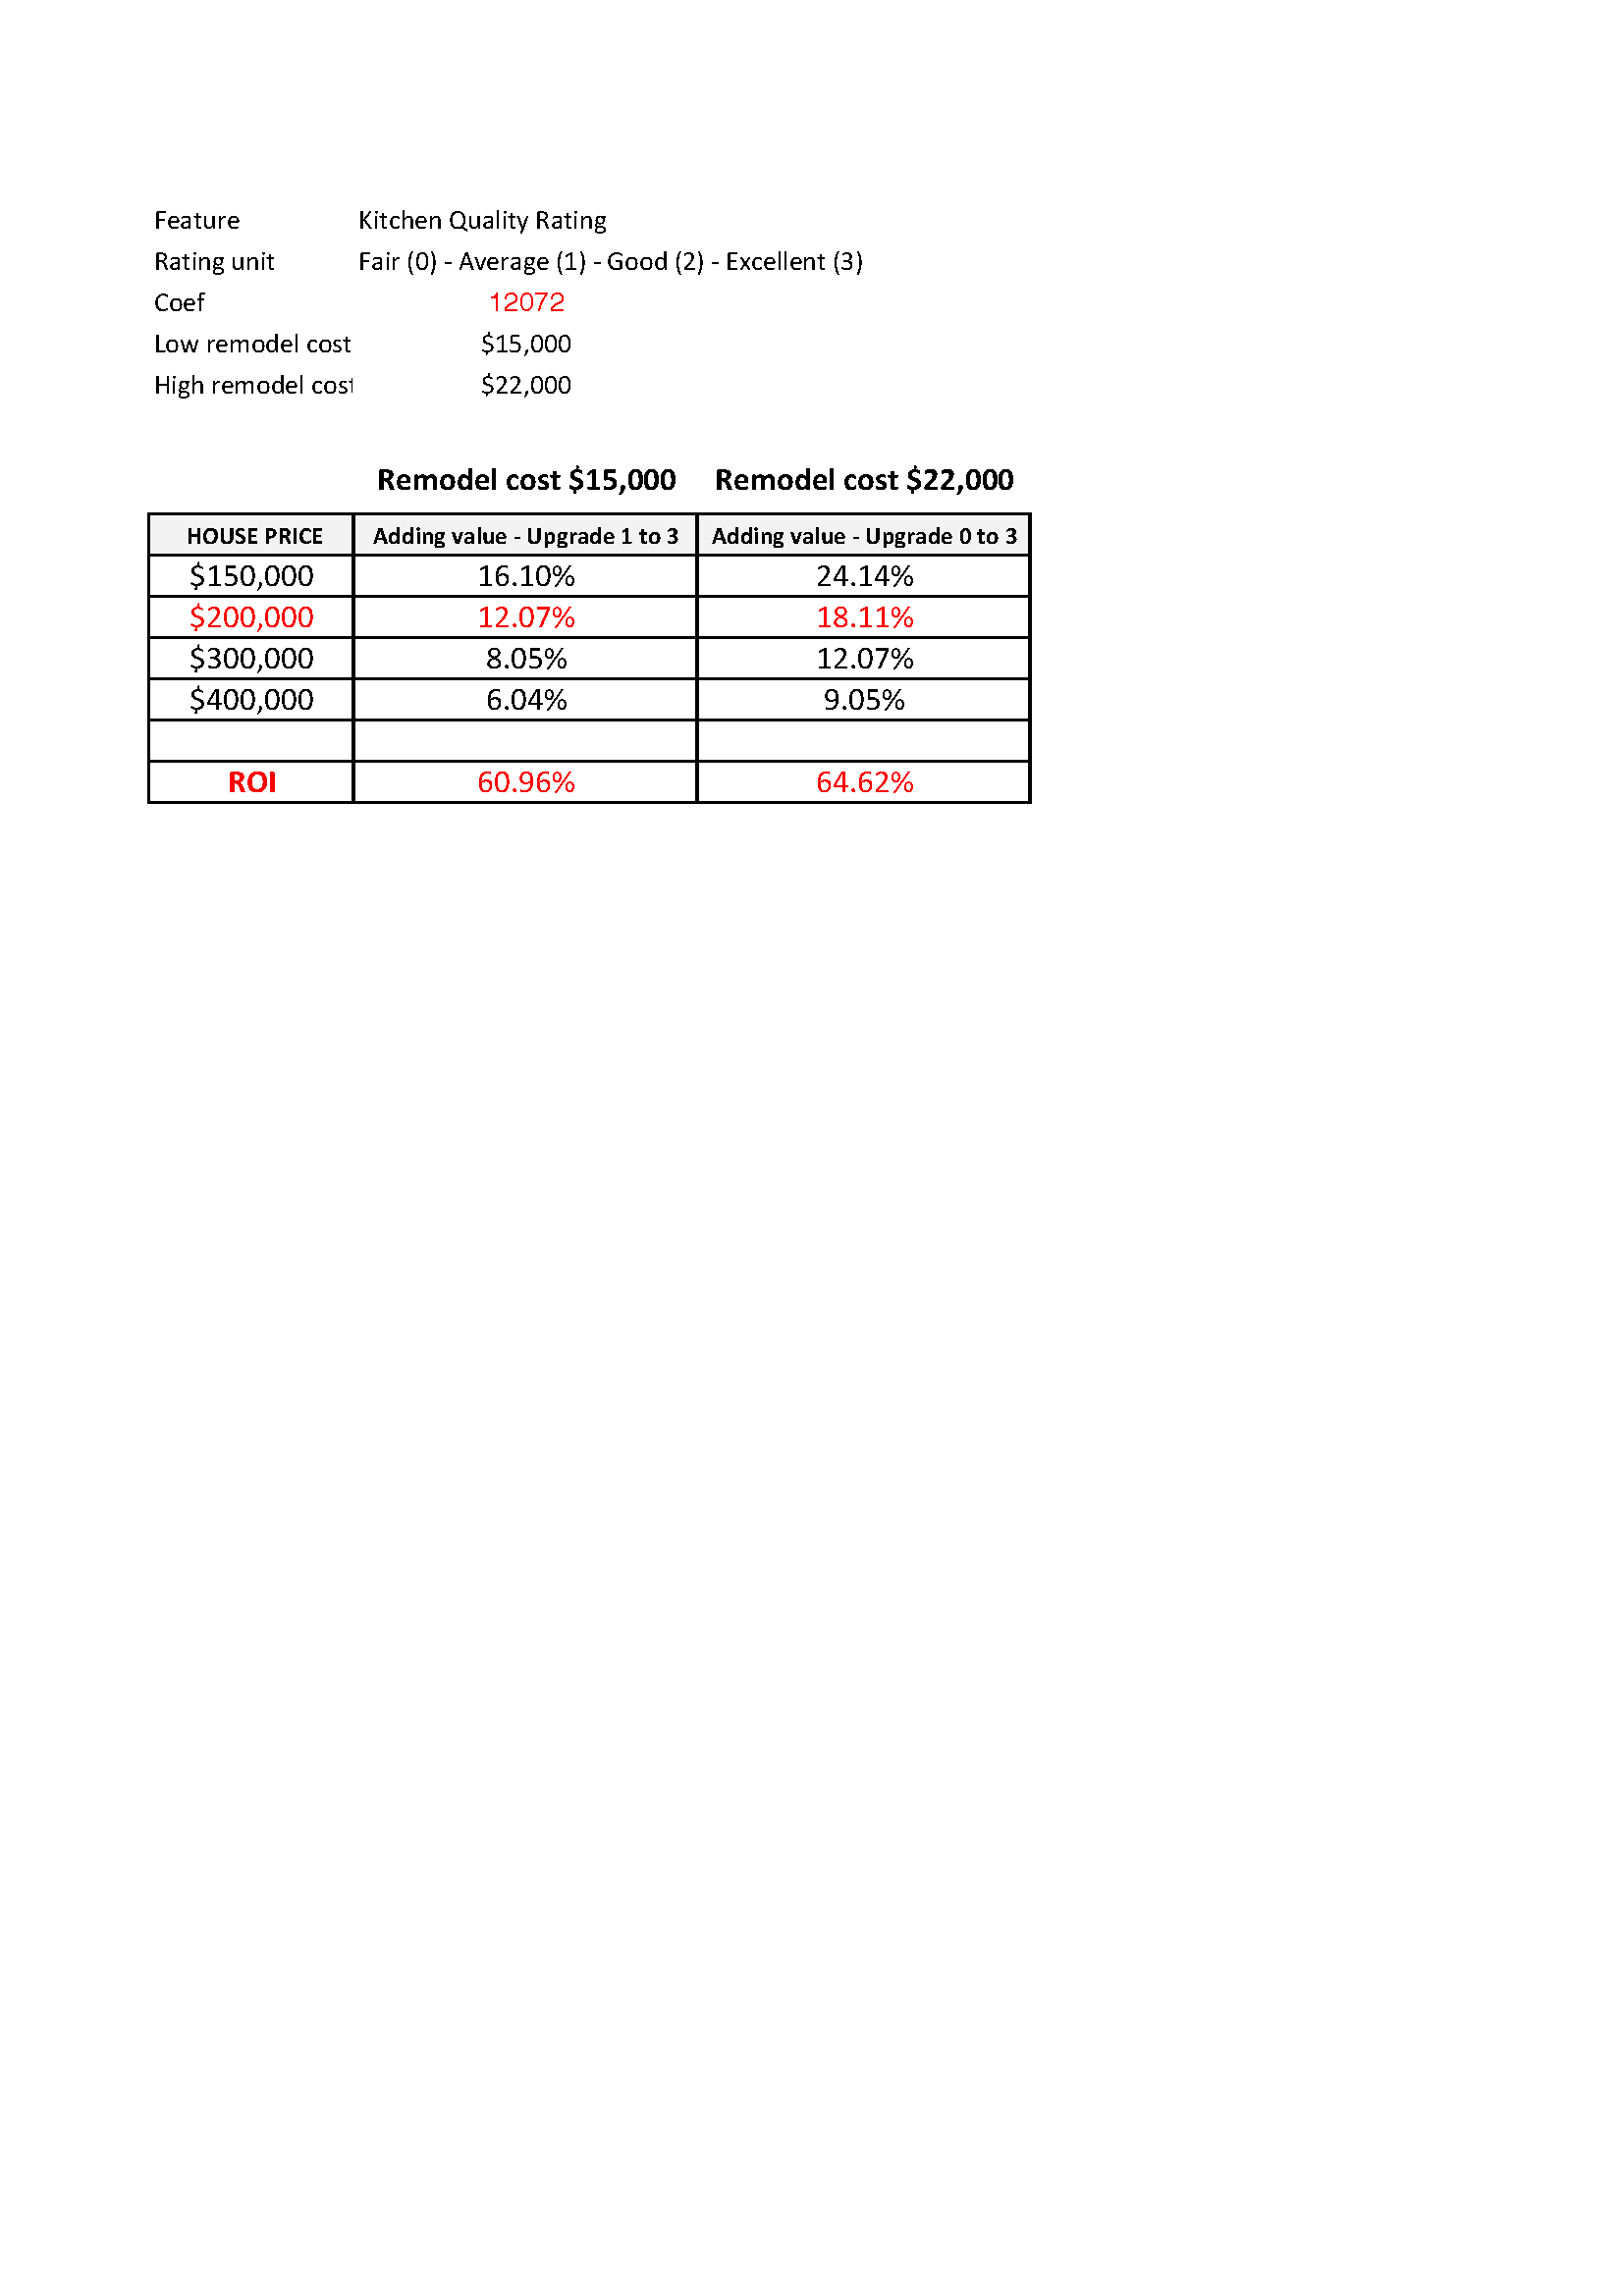 Feature Kitchen Quality Rating
Rating unit Fair (0) - Average (1) - Good (2) - Excellent (3)
Coef 12072
Low remodel cost $15,000
High remodel cost $22,000
Remodel cost $15,000 Remodel cost $22,000
HOUSE PRICE Adding value - Upgrade 1 to 3 Adding value - Upgrade 0 to 3
$150,000 16.10% 24.14%
$200,000 12.07% 18.11%
$300,000 8.05% 12.07%
$400,000 6.04% 9.05%
ROI 60.96% 64.62%